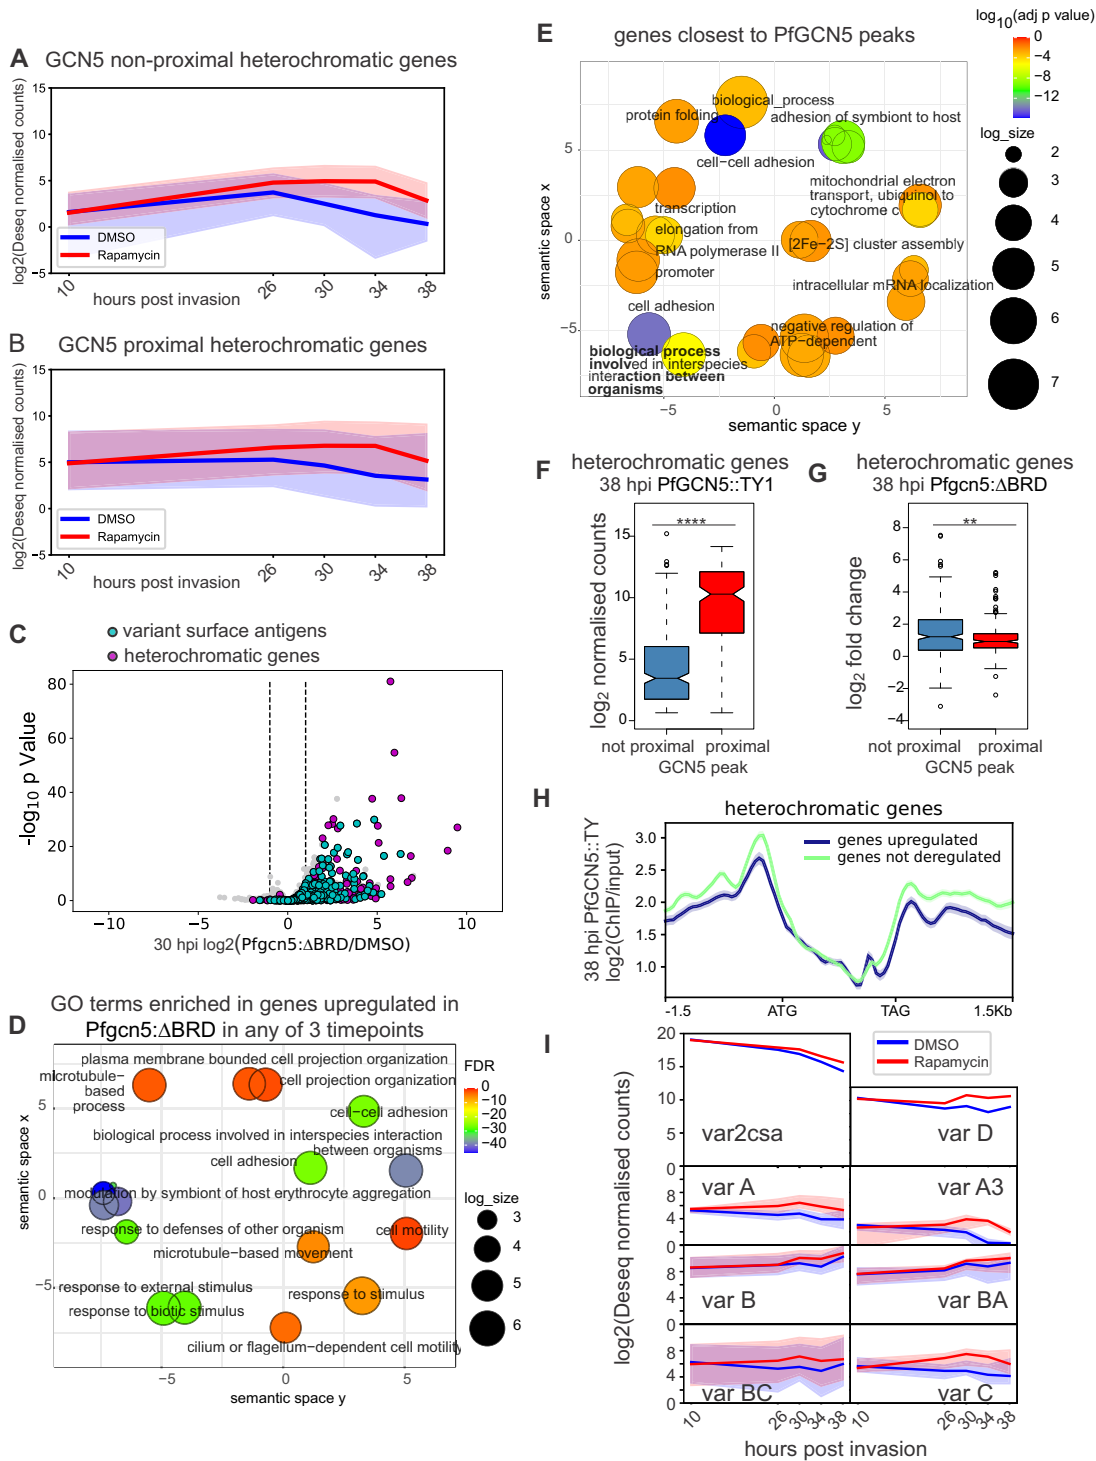 A GCN5 non-proximal heterochromatic genes
log2(Deseq normalised counts)
15
10
5
0
−5
DMSO
Rapamycin
10 26 30 34 38
hours post invasion
B GCN5 proximal heterochromatic genes
log2(Deseq normalised counts)
15
10
5
0
−5
DMSO
Rapamycin
10 26 30 34 38
hours post invasion
C
variant surface antigens
heterochromatic genes
-log10 p Value
80
60
40
20
0
−10 −5 0 5 10
30 hpi log2(Pfgcn5:ΔBRD/DMSO)
D
GO terms enriched in genes upregulated in
Pfgcn5:ΔBRD in any of 3 timepoints
plasma membrane bounded cell projection organization
microtubule−
based
process
cell projection organization
cell−cell adhesion
biological process involved in interspecies interaction
between organisms
cell adhesion
modulation by symbiont of host erythrocyte aggregation
response to defenses of other organism
cell motility
microtubule−based movement
response to external stimulus
response to stimulus
response to biotic stimulus
cilium or flagellum−dependent cell motility
semantic space x
5
0
−5
−5 0 5
semantic space y
FDR
0
−10
−20
−30
−40
log_size
3
4
5
6
E genes closest to PfGCN5 peaks
biological_process
protein folding
adhesion of symbiont to host
cell−cell adhesion
mitochondrial electron
transport, ubiquinol to
cytochrome c
transcription
elongation from
RNA polymerase II
promoter
[2Fe−2S] cluster assembly
intracellular mRNA localization
cell adhesion
negative regulation of
ATP−dependent
biological process
involved in interspecies
interaction between
organisms
semantic space x
5
0
−5
−5 0 5
semantic space y
log10(adj p value)
0
−4
−8
−12
log_size
2
3
4
5
6
7
F heterochromatic genes
38 hpi PfGCN5::TY1
log2 normalised counts
15
10
5
0
****
not proximal proximal
GCN5 peak
G heterochromatic genes
38 hpi Pfgcn5:ΔBRD
log2 fold change
8
6
4
2
0
−2
−4
**
not proximal proximal
GCN5 peak
H heterochromatic genes
38 hpi PfGCN5::TY
log2(ChIP/input)
3.0
2.5
2.0
1.5
1.0
genes upregulated
genes not deregulated
-1.5 ATG TAG 1.5Kb
I
DMSO
Rapamycin
log2(Deseq normalised counts)
20
15
10
5
0
var2csa
var D
0
8
4
0
var A
var A3
8
0
var B
var BA
8
4
0
var BC
var C
10 26 30 34 38 10 26 30 34 38
hours post invasion